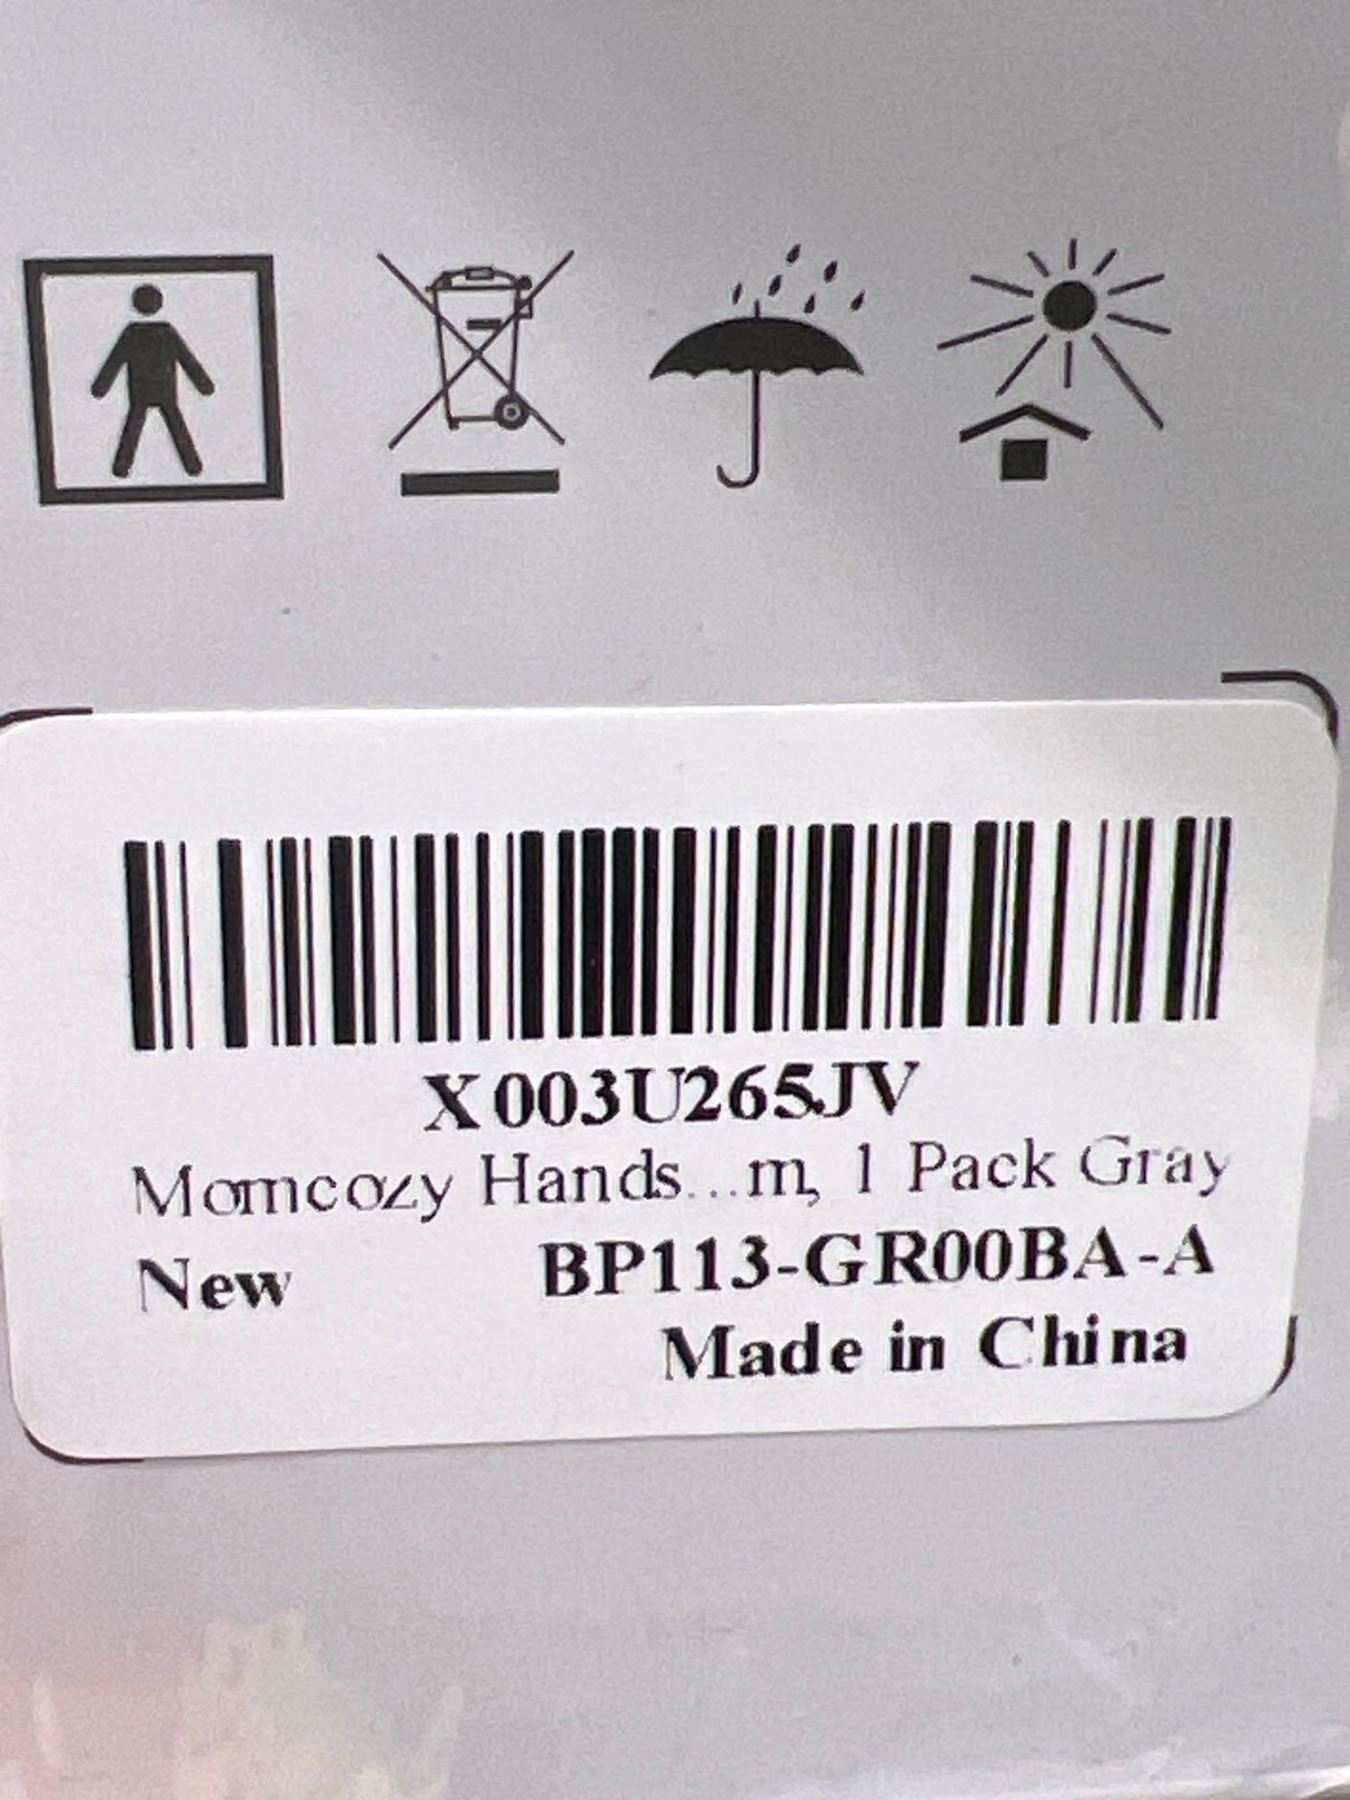 X003U265JV
Momcozy Hands...m, 1 Pack Gray
New BP113-GR00BA-A
Made in China